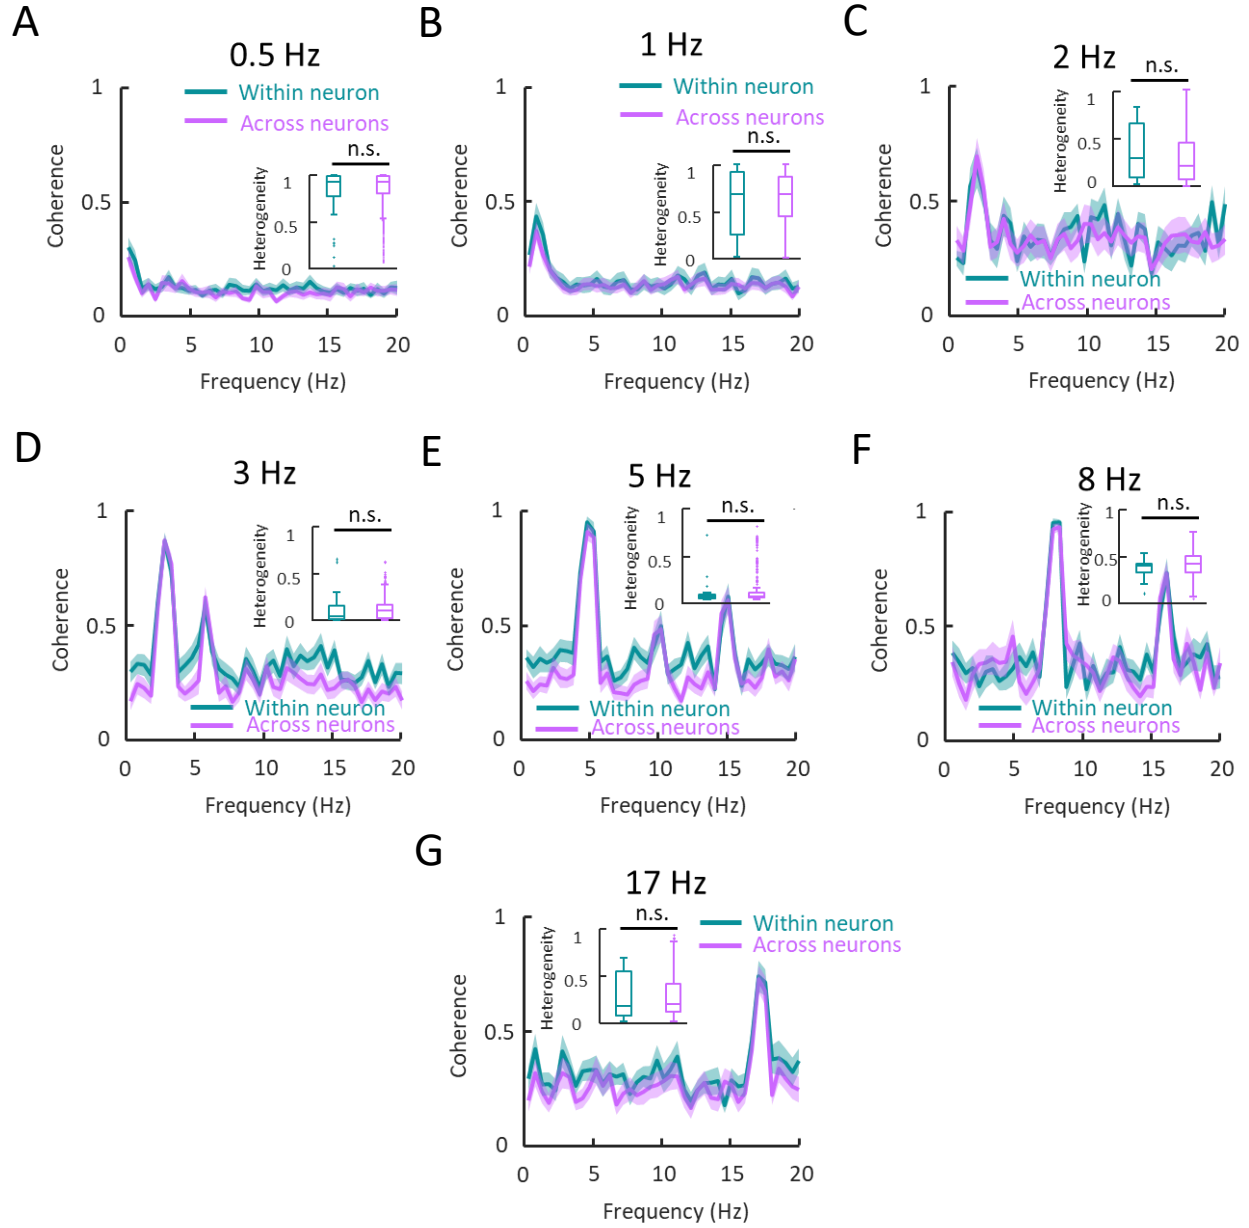 A
0.5 Hz
Within neuron
Across neurons
n.s.
Heterogeneity
1
0.5
0
Coherence
1
0.5
0
0 5 10 15 20
Frequency (Hz)
B
1 Hz
Within neuron
Across neurons
n.s.
Heterogeneity
1
0.5
0
Coherence
1
0.5
0
0 5 10 15 20
Frequency (Hz)
C
2 Hz
n.s.
Heterogeneity
1
0.5
0
Coherence
1
0.5
0
Within neuron
Across neurons
0 5 10 15 20
Frequency (Hz)
D
3 Hz
n.s.
Heterogeneity
1
0.5
0
Coherence
1
0.5
0
Within neuron
Across neurons
0 5 10 15 20
Frequency (Hz)
E
5 Hz
n.s.
Heterogeneity
1
0.5
0
Coherence
1
0.5
0
Within neuron
Across neurons
0 5 10 15 20
Frequency (Hz)
F
8 Hz
n.s.
Heterogeneity
1
0.5
0
Coherence
1
0.5
0
Within neuron
Across neurons
0 5 10 15 20
Frequency (Hz)
G
17 Hz
n.s.
Within neuron
Across neurons
Heterogeneity
1
0.5
0
Coherence
1
0.5
0
0 5 10 15 20
Frequency (Hz)